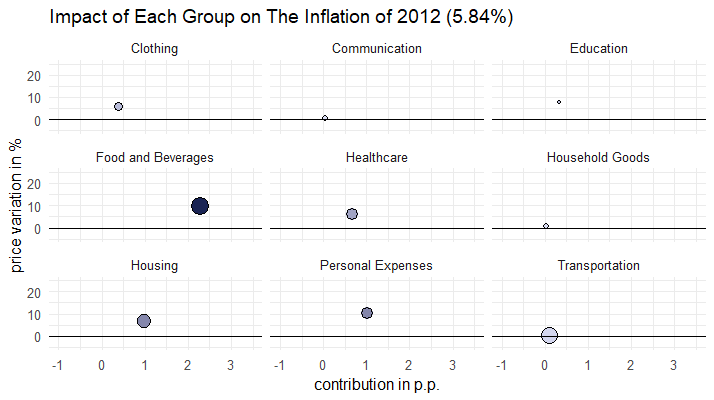 Impact of Each Group on The Inflation of 2012 (5.84%)
Clothing Communication Education
20
10
0
Food and Beverages Healthcare Household Goods
20
10
0
Housing Personal Expenses Transportation
20
10
0
price variation in %
-1 0 1 2 3 -1 0 1 2 3 -1 0 1 2 3
contribution in p.p.